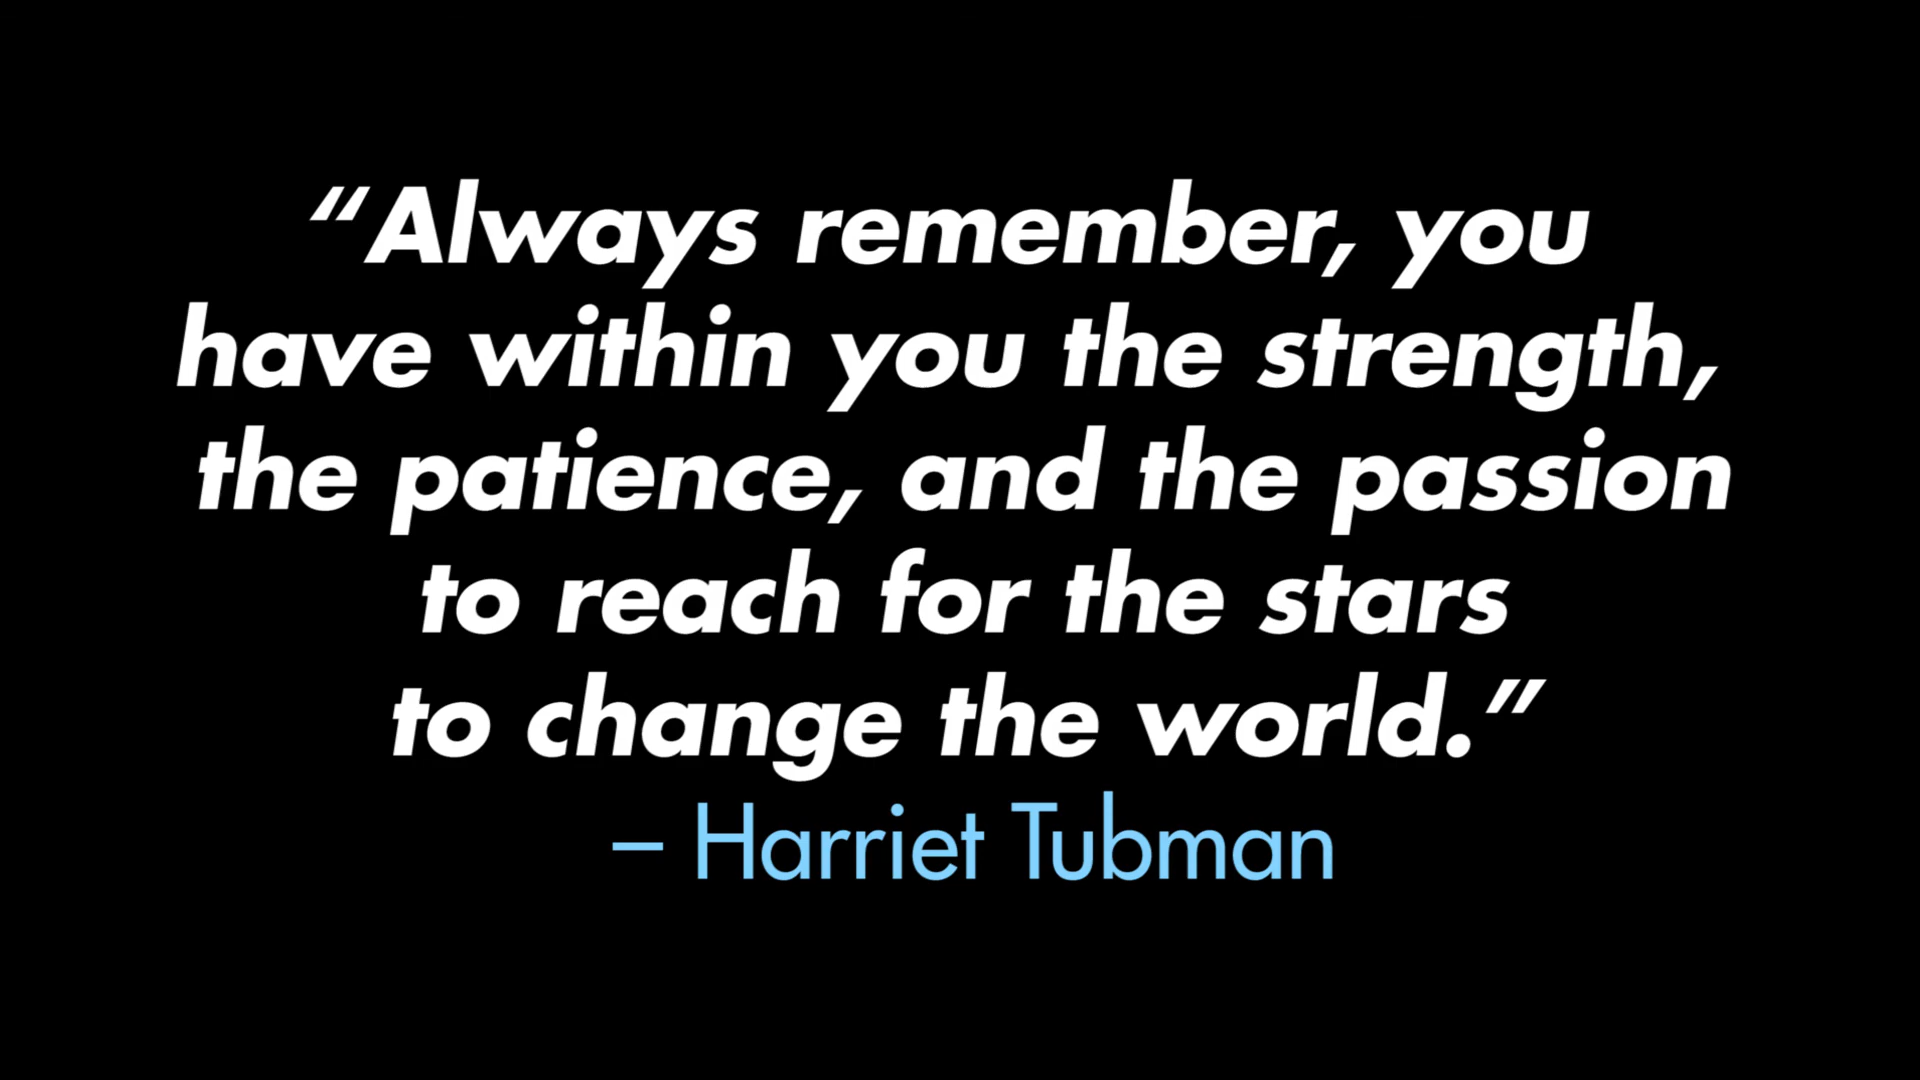 “Always remember, you
have within you the strength,
the patience, and the passion
to reach for the stars
to change the world.”
– Harriet Tubman